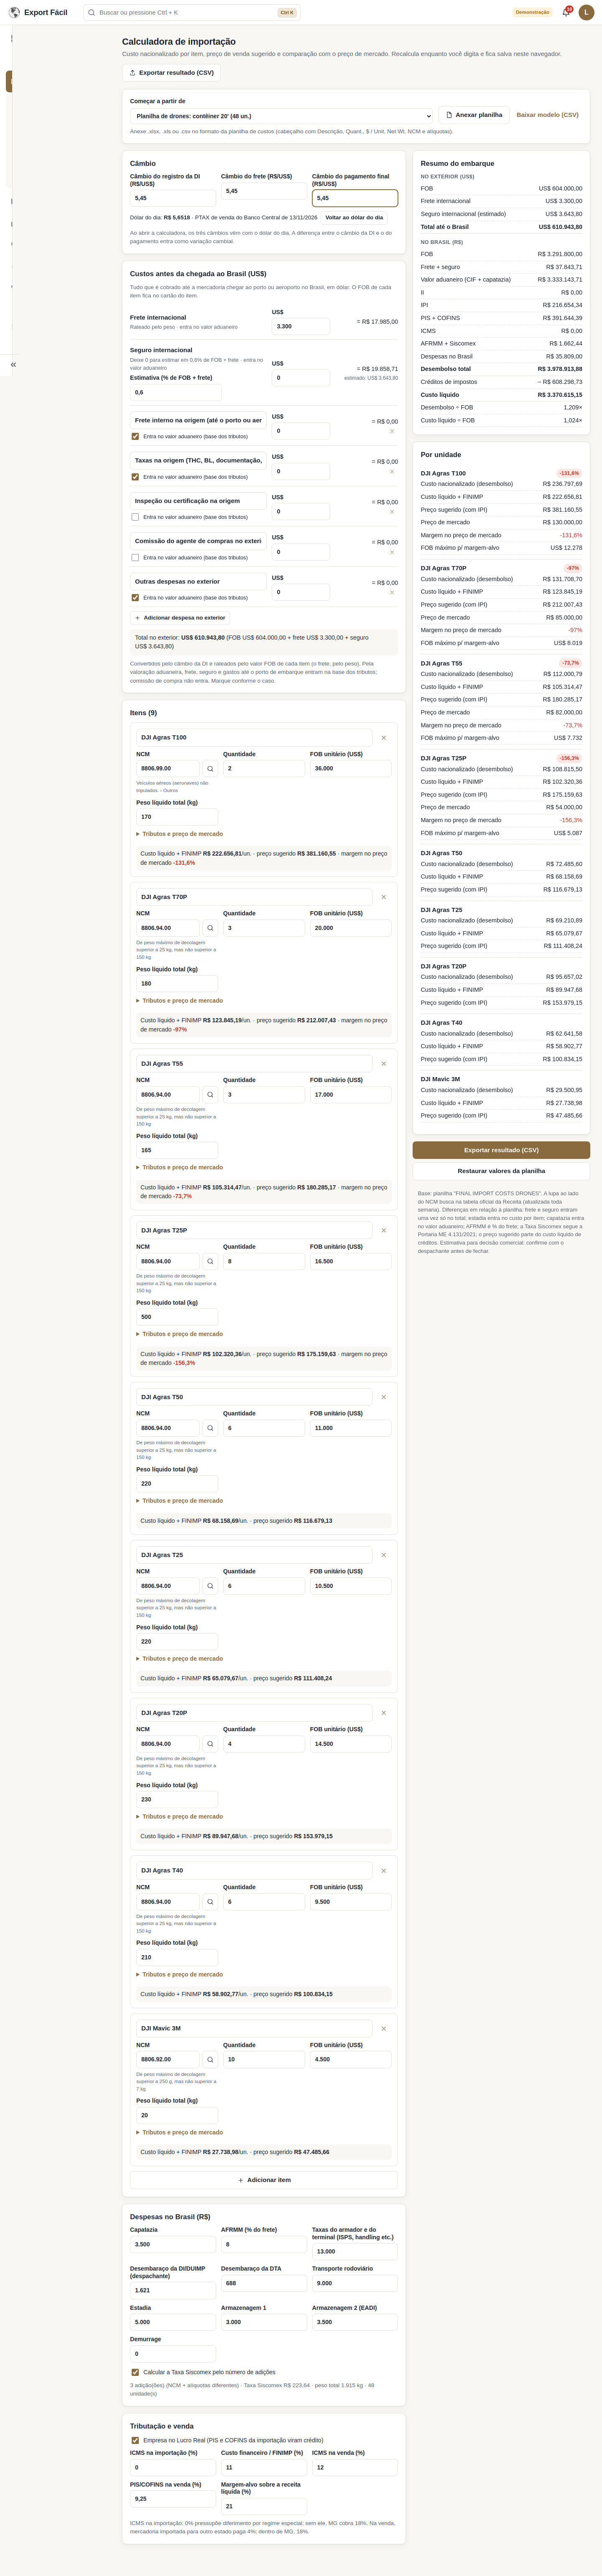 Export Fácil
Buscar ou pressione Ctrl + K
Ctrl K
Demonstração
L
Calculadora de importação
Custo nacionalizado por item, preço de venda sugerido e comparação com o preço de mercado. Recalcula enquanto você digita e fica salva neste navegador.
Exportar resultado (CSV)
Começar a partir de
Planilha de drones: contêiner 20' (48 un.)
Anexar planilha
Baixar modelo (CSV)
Anexe .xlsx, .xls ou .csv no formato da planilha de custos (cabeçalho com Descrição, Quant., $ / Unit, Net Wt, NCM e alíquotas).
Câmbio
Câmbio do registro da DI (R$/US$)
5,45
Câmbio do frete (R$/US$)
5,45
Câmbio do pagamento final (R$/US$)
5,45
Dólar do dia: R$ 5,6518 · PTAX de venda do Banco Central de 13/11/2026
Voltar ao dólar do dia
Ao abrir a calculadora, os três câmbios vêm com o dólar do dia. A diferença entre o câmbio da DI e o do
pagamento entra como variação cambial.
Custos antes da chegada ao Brasil (US$)
Tudo que é cobrado até a mercadoria chegar ao porto ou aeroporto no Brasil, em dólar. O FOB de cada
item fica no cartão do item.
Frete internacional
Rateado pelo peso · entra no valor aduaneiro
US$
3.300
= R$ 17.985,00
Seguro internacional
Deixe 0 para estimar em 0,6% de FOB + frete · entra no
valor aduaneiro
Estimativa (% de FOB + frete)
0,6
US$
0
= R$ 19.858,71
estimado: US$ 3.643,80
Frete interno na origem (até o porto ou aer
Entra no valor aduaneiro (base dos tributos)
US$
0
= R$ 0,00
Taxas na origem (THC, BL, documentação,
Entra no valor aduaneiro (base dos tributos)
US$
0
= R$ 0,00
Inspeção ou certificação na origem
Entra no valor aduaneiro (base dos tributos)
US$
0
= R$ 0,00
Comissão do agente de compras no exteri
Entra no valor aduaneiro (base dos tributos)
US$
0
= R$ 0,00
Outras despesas no exterior
Entra no valor aduaneiro (base dos tributos)
US$
0
= R$ 0,00
Adicionar despesa no exterior
Total no exterior: US$ 610.943,80 (FOB US$ 604.000,00 + frete US$ 3.300,00 + seguro
US$ 3.643,80)
Convertidos pelo câmbio da DI e rateados pelo valor FOB de cada item (o frete, pelo peso). Pela
valoração aduaneira, frete, seguro e gastos até o porto de embarque entram na base dos tributos;
comissão de compra não entra. Marque conforme o caso.
Itens (9)
DJI Agras T100
NCM
8806.99.00
Quantidade
2
FOB unitário (US$)
36.000
Veículos aéreos (aeronaves) não
tripulados. › Outros
Peso líquido total (kg)
170
Tributos e preço de mercado
Custo líquido + FINIMP R$ 222.656,81/un. · preço sugerido R$ 381.160,55 · margem no preço
de mercado -131,6%
DJI Agras T70P
NCM
8806.94.00
Quantidade
3
FOB unitário (US$)
20.000
De peso máximo de decolagem
superior a 25 kg, mas não superior a
150 kg
Peso líquido total (kg)
180
Tributos e preço de mercado
Custo líquido + FINIMP R$ 123.845,19/un. · preço sugerido R$ 212.007,43 · margem no preço
de mercado -97%
DJI Agras T55
NCM
8806.94.00
Quantidade
3
FOB unitário (US$)
17.000
De peso máximo de decolagem
superior a 25 kg, mas não superior a
150 kg
Peso líquido total (kg)
165
Tributos e preço de mercado
Custo líquido + FINIMP R$ 105.314,47/un. · preço sugerido R$ 180.285,17 · margem no preço
de mercado -73,7%
DJI Agras T25P
NCM
8806.94.00
Quantidade
8
FOB unitário (US$)
16.500
De peso máximo de decolagem
superior a 25 kg, mas não superior a
150 kg
Peso líquido total (kg)
500
Tributos e preço de mercado
Custo líquido + FINIMP R$ 102.320,36/un. · preço sugerido R$ 175.159,63 · margem no preço
de mercado -156,3%
DJI Agras T50
NCM
8806.94.00
Quantidade
6
FOB unitário (US$)
11.000
De peso máximo de decolagem
superior a 25 kg, mas não superior a
150 kg
Peso líquido total (kg)
220
Tributos e preço de mercado
Custo líquido + FINIMP R$ 68.158,69/un. · preço sugerido R$ 116.679,13
DJI Agras T25
NCM
8806.94.00
Quantidade
6
FOB unitário (US$)
10.500
De peso máximo de decolagem
superior a 25 kg, mas não superior a
150 kg
Peso líquido total (kg)
220
Tributos e preço de mercado
Custo líquido + FINIMP R$ 65.079,67/un. · preço sugerido R$ 111.408,24
DJI Agras T20P
NCM
8806.94.00
Quantidade
4
FOB unitário (US$)
14.500
De peso máximo de decolagem
superior a 25 kg, mas não superior a
150 kg
Peso líquido total (kg)
230
Tributos e preço de mercado
Custo líquido + FINIMP R$ 89.947,68/un. · preço sugerido R$ 153.979,15
DJI Agras T40
NCM
8806.94.00
Quantidade
6
FOB unitário (US$)
9.500
De peso máximo de decolagem
superior a 25 kg, mas não superior a
150 kg
Peso líquido total (kg)
210
Tributos e preço de mercado
Custo líquido + FINIMP R$ 58.902,77/un. · preço sugerido R$ 100.834,15
DJI Mavic 3M
NCM
8806.92.00
Quantidade
10
FOB unitário (US$)
4.500
De peso máximo de decolagem
superior a 250 g, mas não superior a
7 kg
Peso líquido total (kg)
20
Tributos e preço de mercado
Custo líquido + FINIMP R$ 27.738,98/un. · preço sugerido R$ 47.485,66
Adicionar item
Despesas no Brasil (R$)
Capatazia
3.500
AFRMM (% do frete)
8
Taxas do armador e do terminal (ISPS, handling etc.)
13.000
Desembaraço da DI/DUIMP (despachante)
1.621
Desembaraço da DTA
688
Transporte rodoviário
9.000
Estadia
5.000
Armazenagem 1
3.000
Armazenagem 2 (EADI)
3.500
Demurrage
0
Calcular a Taxa Siscomex pelo número de adições
3 adição(ões) (NCM + alíquotas diferentes) · Taxa Siscomex R$ 223,64 · peso total 1.915 kg · 48
unidade(s)
Tributação e venda
Empresa no Lucro Real (PIS e COFINS da importação viram crédito)
ICMS na importação (%)
0
Custo financeiro / FINIMP (%)
11
ICMS na venda (%)
12
PIS/COFINS na venda (%)
9,25
Margem-alvo sobre a receita líquida (%)
21
ICMS na importação: 0% pressupõe diferimento por regime especial; sem ele, MG cobra 18%. Na venda,
mercadoria importada para outro estado paga 4%; dentro de MG, 18%.
Resumo do embarque
NO EXTERIOR (US$)
FOB US$ 604.000,00
Frete internacional US$ 3.300,00
Seguro internacional (estimado) US$ 3.643,80
Total até o Brasil US$ 610.943,80
NO BRASIL (R$)
FOB R$ 3.291.800,00
Frete + seguro R$ 37.843,71
Valor aduaneiro (CIF + capatazia) R$ 3.333.143,71
II R$ 0,00
IPI R$ 216.654,34
PIS + COFINS R$ 391.644,39
ICMS R$ 0,00
AFRMM + Siscomex R$ 1.662,44
Despesas no Brasil R$ 35.809,00
Desembolso total R$ 3.978.913,88
Créditos de impostos − R$ 608.298,73
Custo líquido R$ 3.370.615,15
Desembolso ÷ FOB 1,209×
Custo líquido ÷ FOB 1,024×
Por unidade
DJI Agras T100 -131,6%
Custo nacionalizado (desembolso) R$ 236.797,69
Custo líquido + FINIMP R$ 222.656,81
Preço sugerido (com IPI) R$ 381.160,55
Preço de mercado R$ 130.000,00
Margem no preço de mercado -131,6%
FOB máximo p/ margem-alvo US$ 12.278
DJI Agras T70P -97%
Custo nacionalizado (desembolso) R$ 131.708,70
Custo líquido + FINIMP R$ 123.845,19
Preço sugerido (com IPI) R$ 212.007,43
Preço de mercado R$ 85.000,00
Margem no preço de mercado -97%
FOB máximo p/ margem-alvo US$ 8.019
DJI Agras T55 -73,7%
Custo nacionalizado (desembolso) R$ 112.000,79
Custo líquido + FINIMP R$ 105.314,47
Preço sugerido (com IPI) R$ 180.285,17
Preço de mercado R$ 82.000,00
Margem no preço de mercado -73,7%
FOB máximo p/ margem-alvo US$ 7.732
DJI Agras T25P -156,3%
Custo nacionalizado (desembolso) R$ 108.815,50
Custo líquido + FINIMP R$ 102.320,36
Preço sugerido (com IPI) R$ 175.159,63
Preço de mercado R$ 54.000,00
Margem no preço de mercado -156,3%
FOB máximo p/ margem-alvo US$ 5.087
DJI Agras T50
Custo nacionalizado (desembolso) R$ 72.485,60
Custo líquido + FINIMP R$ 68.158,69
Preço sugerido (com IPI) R$ 116.679,13
DJI Agras T25
Custo nacionalizado (desembolso) R$ 69.210,89
Custo líquido + FINIMP R$ 65.079,67
Preço sugerido (com IPI) R$ 111.408,24
DJI Agras T20P
Custo nacionalizado (desembolso) R$ 95.657,02
Custo líquido + FINIMP R$ 89.947,68
Preço sugerido (com IPI) R$ 153.979,15
DJI Agras T40
Custo nacionalizado (desembolso) R$ 62.641,58
Custo líquido + FINIMP R$ 58.902,77
Preço sugerido (com IPI) R$ 100.834,15
DJI Mavic 3M
Custo nacionalizado (desembolso) R$ 29.500,95
Custo líquido + FINIMP R$ 27.738,98
Preço sugerido (com IPI) R$ 47.485,66
Exportar resultado (CSV)
Restaurar valores da planilha
Base: planilha "FINAL IMPORT COSTS DRONES". A lupa ao lado
do NCM busca na tabela oficial da Receita (atualizada toda
semana). Diferenças em relação à planilha: frete e seguro entram
uma vez só no total; estadia entra no custo por item; capatazia entra
no valor aduaneiro; AFRMM é % do frete; a Taxa Siscomex segue a
Portaria ME 4.131/2021; o preço sugerido parte do custo líquido de
créditos. Estimativa para decisão comercial: confirme com o
despachante antes de fechar.